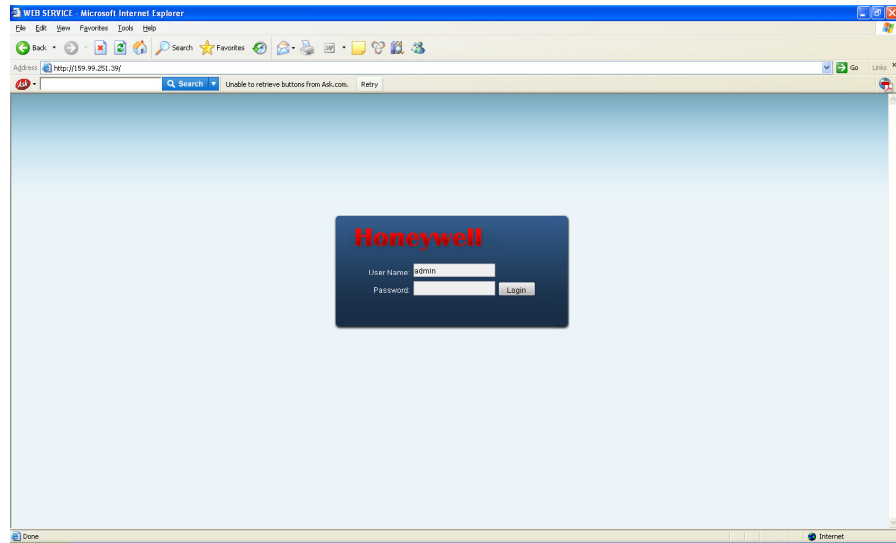 WEB SERVICE - Microsoft Internet Explorer
File Edit View Favorites Tools Help
Back Search Favorites
Address http://159.99.251.39/ Go Links »
Ask Search Unable to retrieve buttons from Ask.com. Retry
Honeywell
User Name: admin
Password: Login
Done Internet